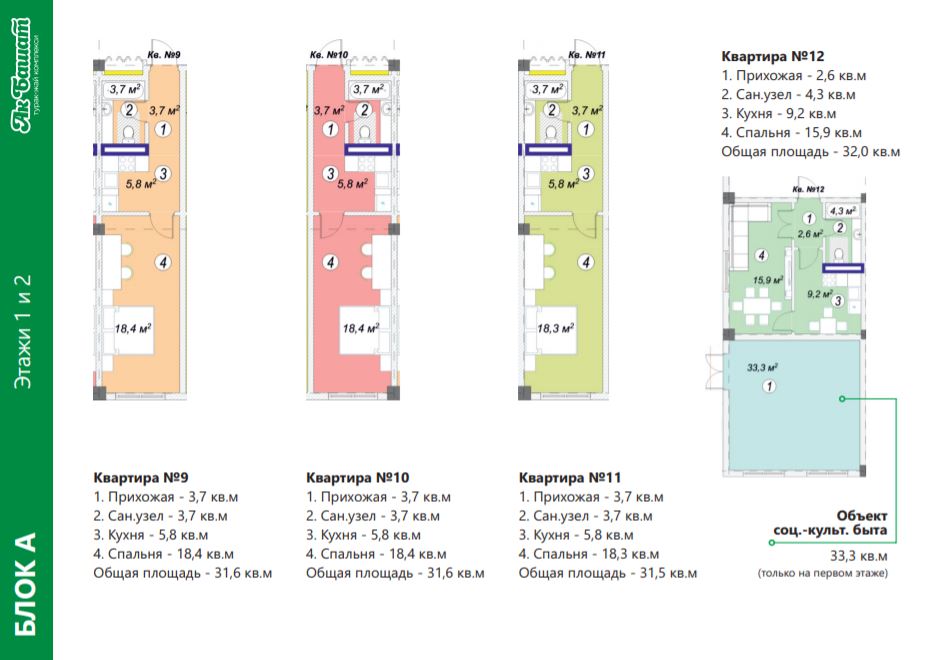 Ак-Башат
турак-жай комплекси
Этажи 1 и 2
БЛОК А
Кв. №9
3,7 м²
2
3,7 м²
1
3
5,8 м²
4
18,4 м²
Кв. №10
3,7 м²
3,7 м²
2
1
3
5,8 м²
4
18,4 м²
Кв. №11
3,7 м²
2
3,7 м²
1
3
5,8 м²
4
18,3 м²
Квартира №12
1. Прихожая - 2,6 кв.м
2. Сан.узел - 4,3 кв.м
3. Кухня - 9,2 кв.м
4. Спальня - 15,9 кв.м
Общая площадь - 32,0 кв.м
Кв. №12
4,3 м²
1
2
2,6 м²
4
15,9 м²
9,2 м²
3
33,3 м²
1
Квартира №9
1. Прихожая - 3,7 кв.м
2. Сан.узел - 3,7 кв.м
3. Кухня - 5,8 кв.м
4. Спальня - 18,4 кв.м
Общая площадь - 31,6 кв.м
Квартира №10
1. Прихожая - 3,7 кв.м
2. Сан.узел - 3,7 кв.м
3. Кухня - 5,8 кв.м
4. Спальня - 18,4 кв.м
Общая площадь - 31,6 кв.м
Квартира №11
1. Прихожая - 3,7 кв.м
2. Сан.узел - 3,7 кв.м
3. Кухня - 5,8 кв.м
4. Спальня - 18,3 кв.м
Общая площадь - 31,5 кв.м
Объект
соц.-культ. быта
33,3 кв.м
(только на первом этаже)